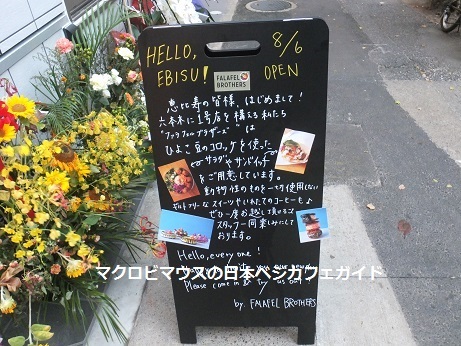 HELLO, 8/6
EBISU! FALAFEL OPEN
BROTHERS
恵比寿の皆様、はじめまして!
六本木に1号店を構える私たち
"ファラフェルブラザーズ" は
ひよこ豆のコロッケを使った
サラダやサンドイッチ
をご用意しています。
動物性のものを一切使用しない
スイーツやいれたてのコーヒーも♪
ぜひ一度お越し頂けると
スタッフ一同楽しみにして
おります。
Hello, everyone!
マクロビマウスの日本ベジカフェガイド
Please come in & try us out!
by. FALAFEL BROTHERS